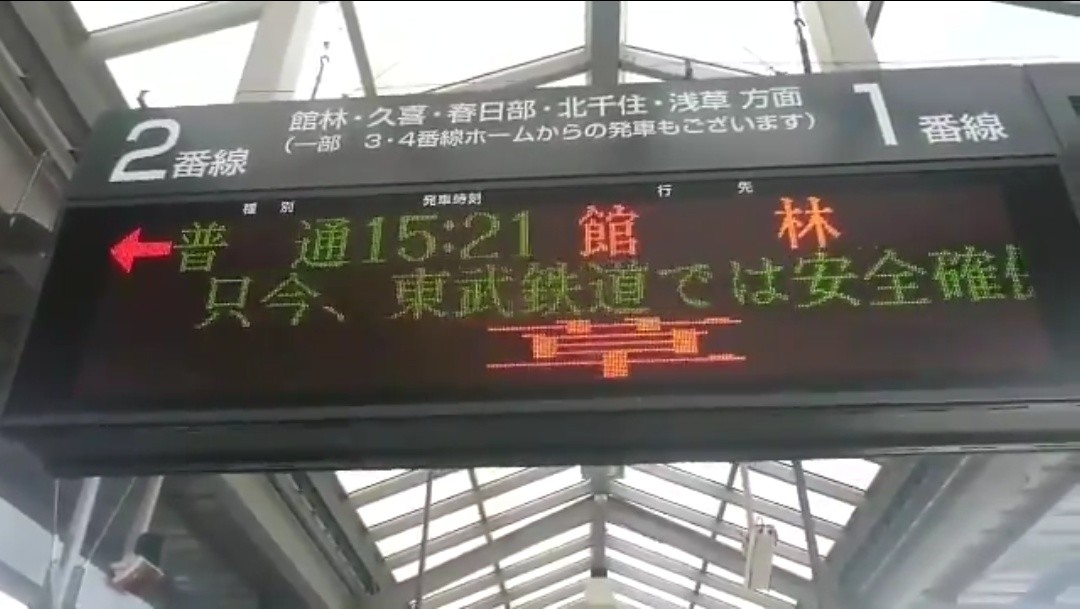 2番線
館林・久喜・春日部・北千住・浅草 方面
(一部 3・4番線ホームからの発車もございます)
1 番線
種 別 発車時刻 行 先
← 普 通 15:21 館 林
只今、東武鉄道では安全確